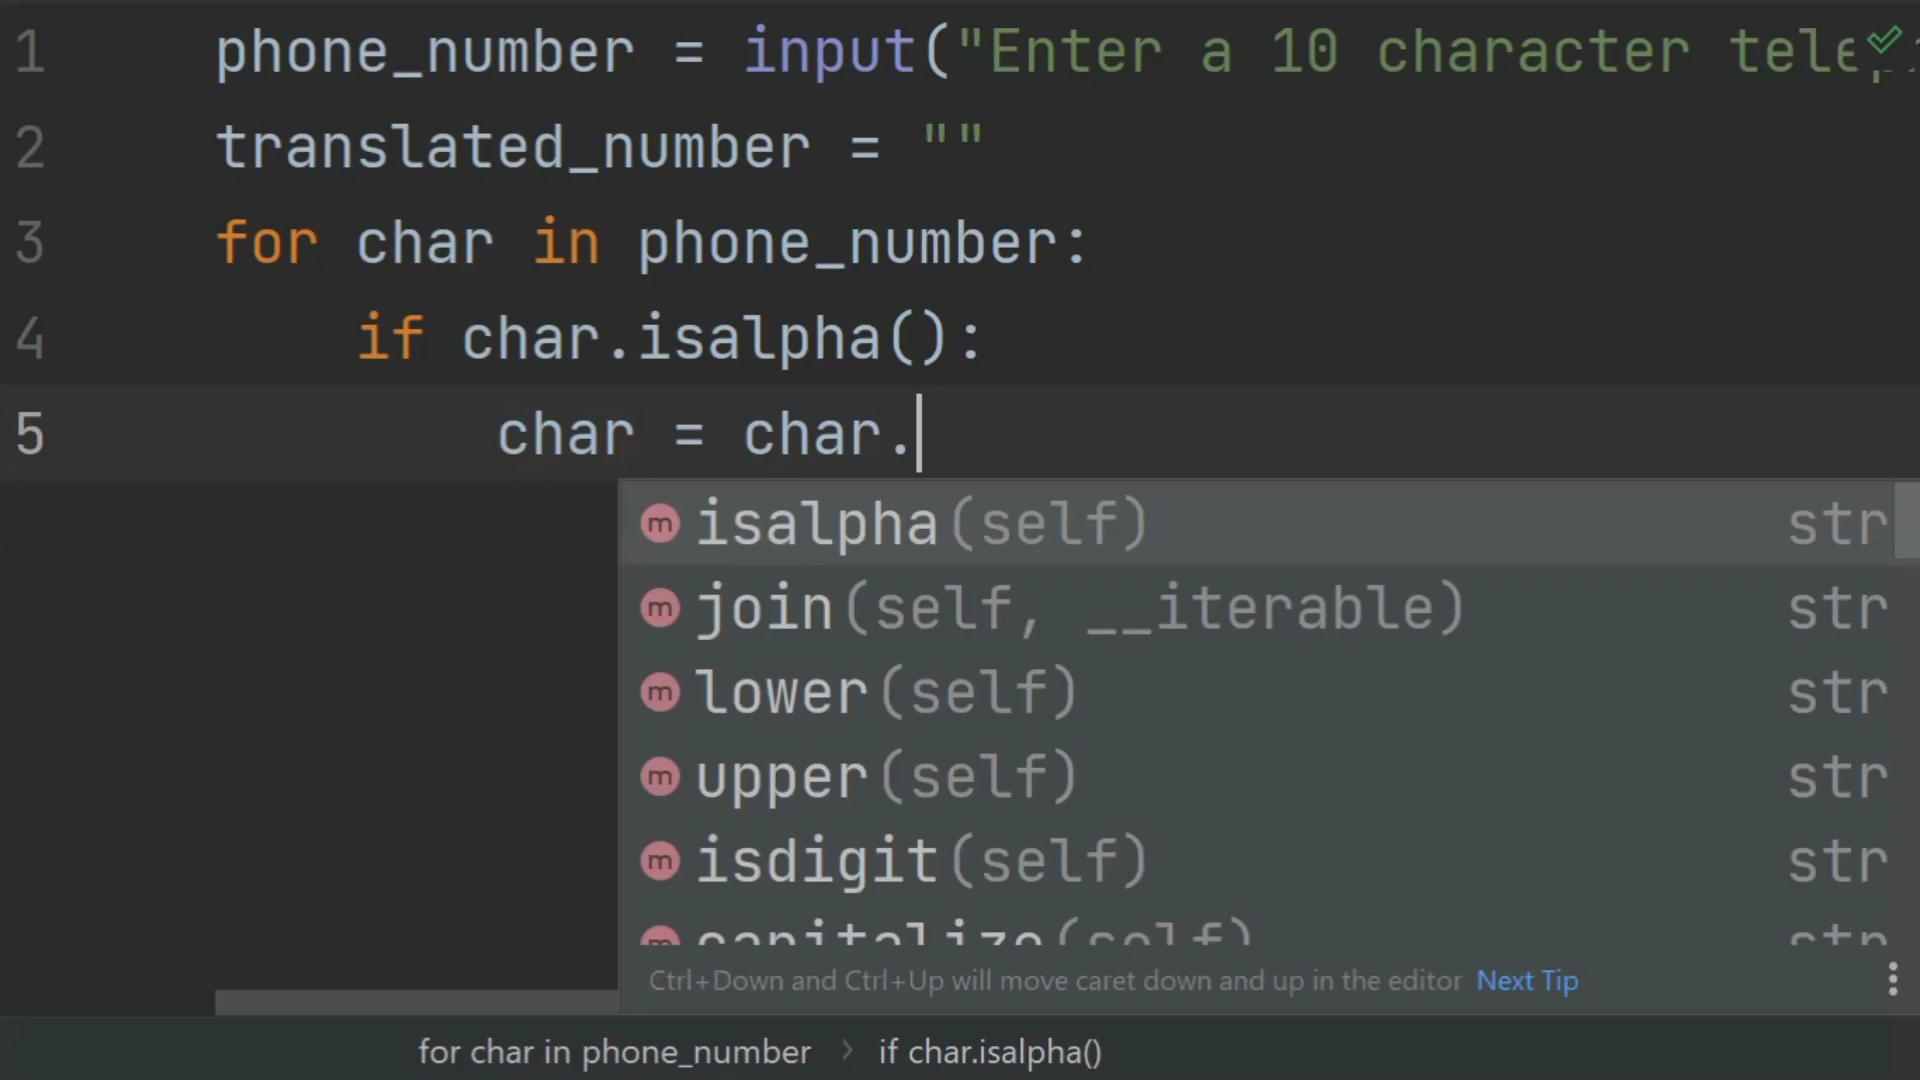 1 phone_number = input("Enter a 10 character
2 translated_number = ""
3 for char in phone_number:
4 if char.isalpha():
5 char = char.
m isalpha(self) str
m join(self, __iterable) str
m lower(self) str
m upper(self) str
m isdigit(self) str
m capitalize(self) str
Ctrl+Down and Ctrl+Up will move caret down and up in the editor Next Tip
for char in phone_number > if char.isalpha()